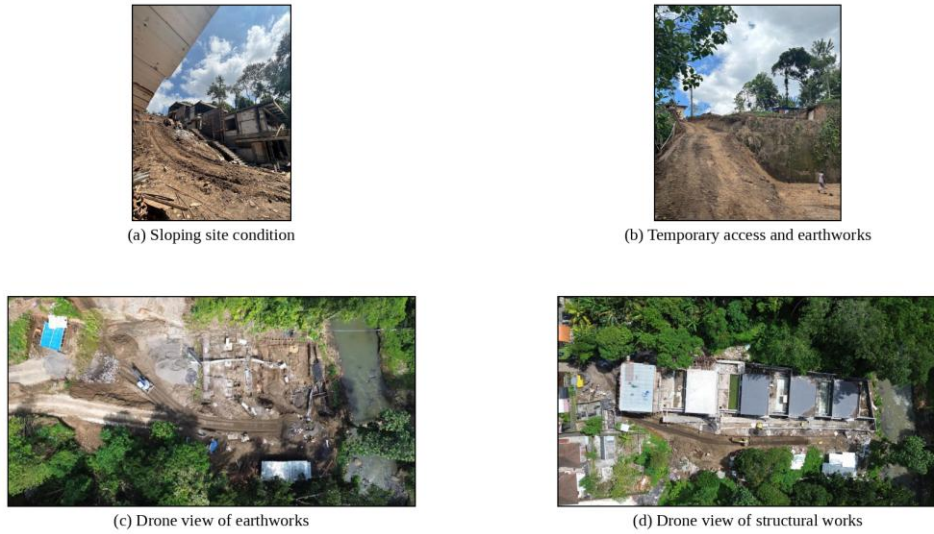 (a) Sloping site condition
(b) Temporary access and earthworks
(c) Drone view of earthworks
(d) Drone view of structural works